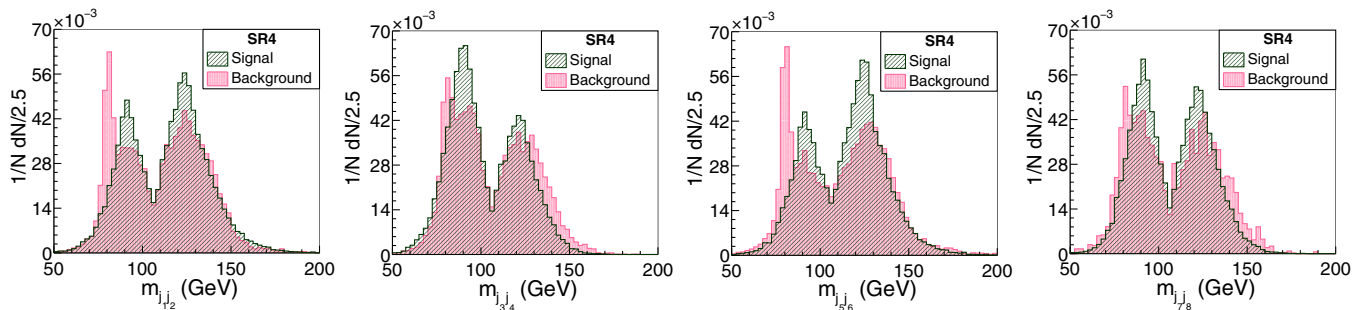 70 ×10⁻³
56
42
28
14
0
1/N dN/2.5
SR4
Signal
Background
50 100 150 200
m_{j_1j_2} (GeV)
70 ×10⁻³
56
42
28
14
0
1/N dN/2.5
SR4
Signal
Background
50 100 150 200
m_{j_3j_4} (GeV)
70 ×10⁻³
56
42
28
14
0
1/N dN/2.5
SR4
Signal
Background
50 100 150 200
m_{j_5j_6} (GeV)
70 ×10⁻³
56
42
28
14
0
1/N dN/2.5
SR4
Signal
Background
50 100 150 200
m_{j_7j_8} (GeV)